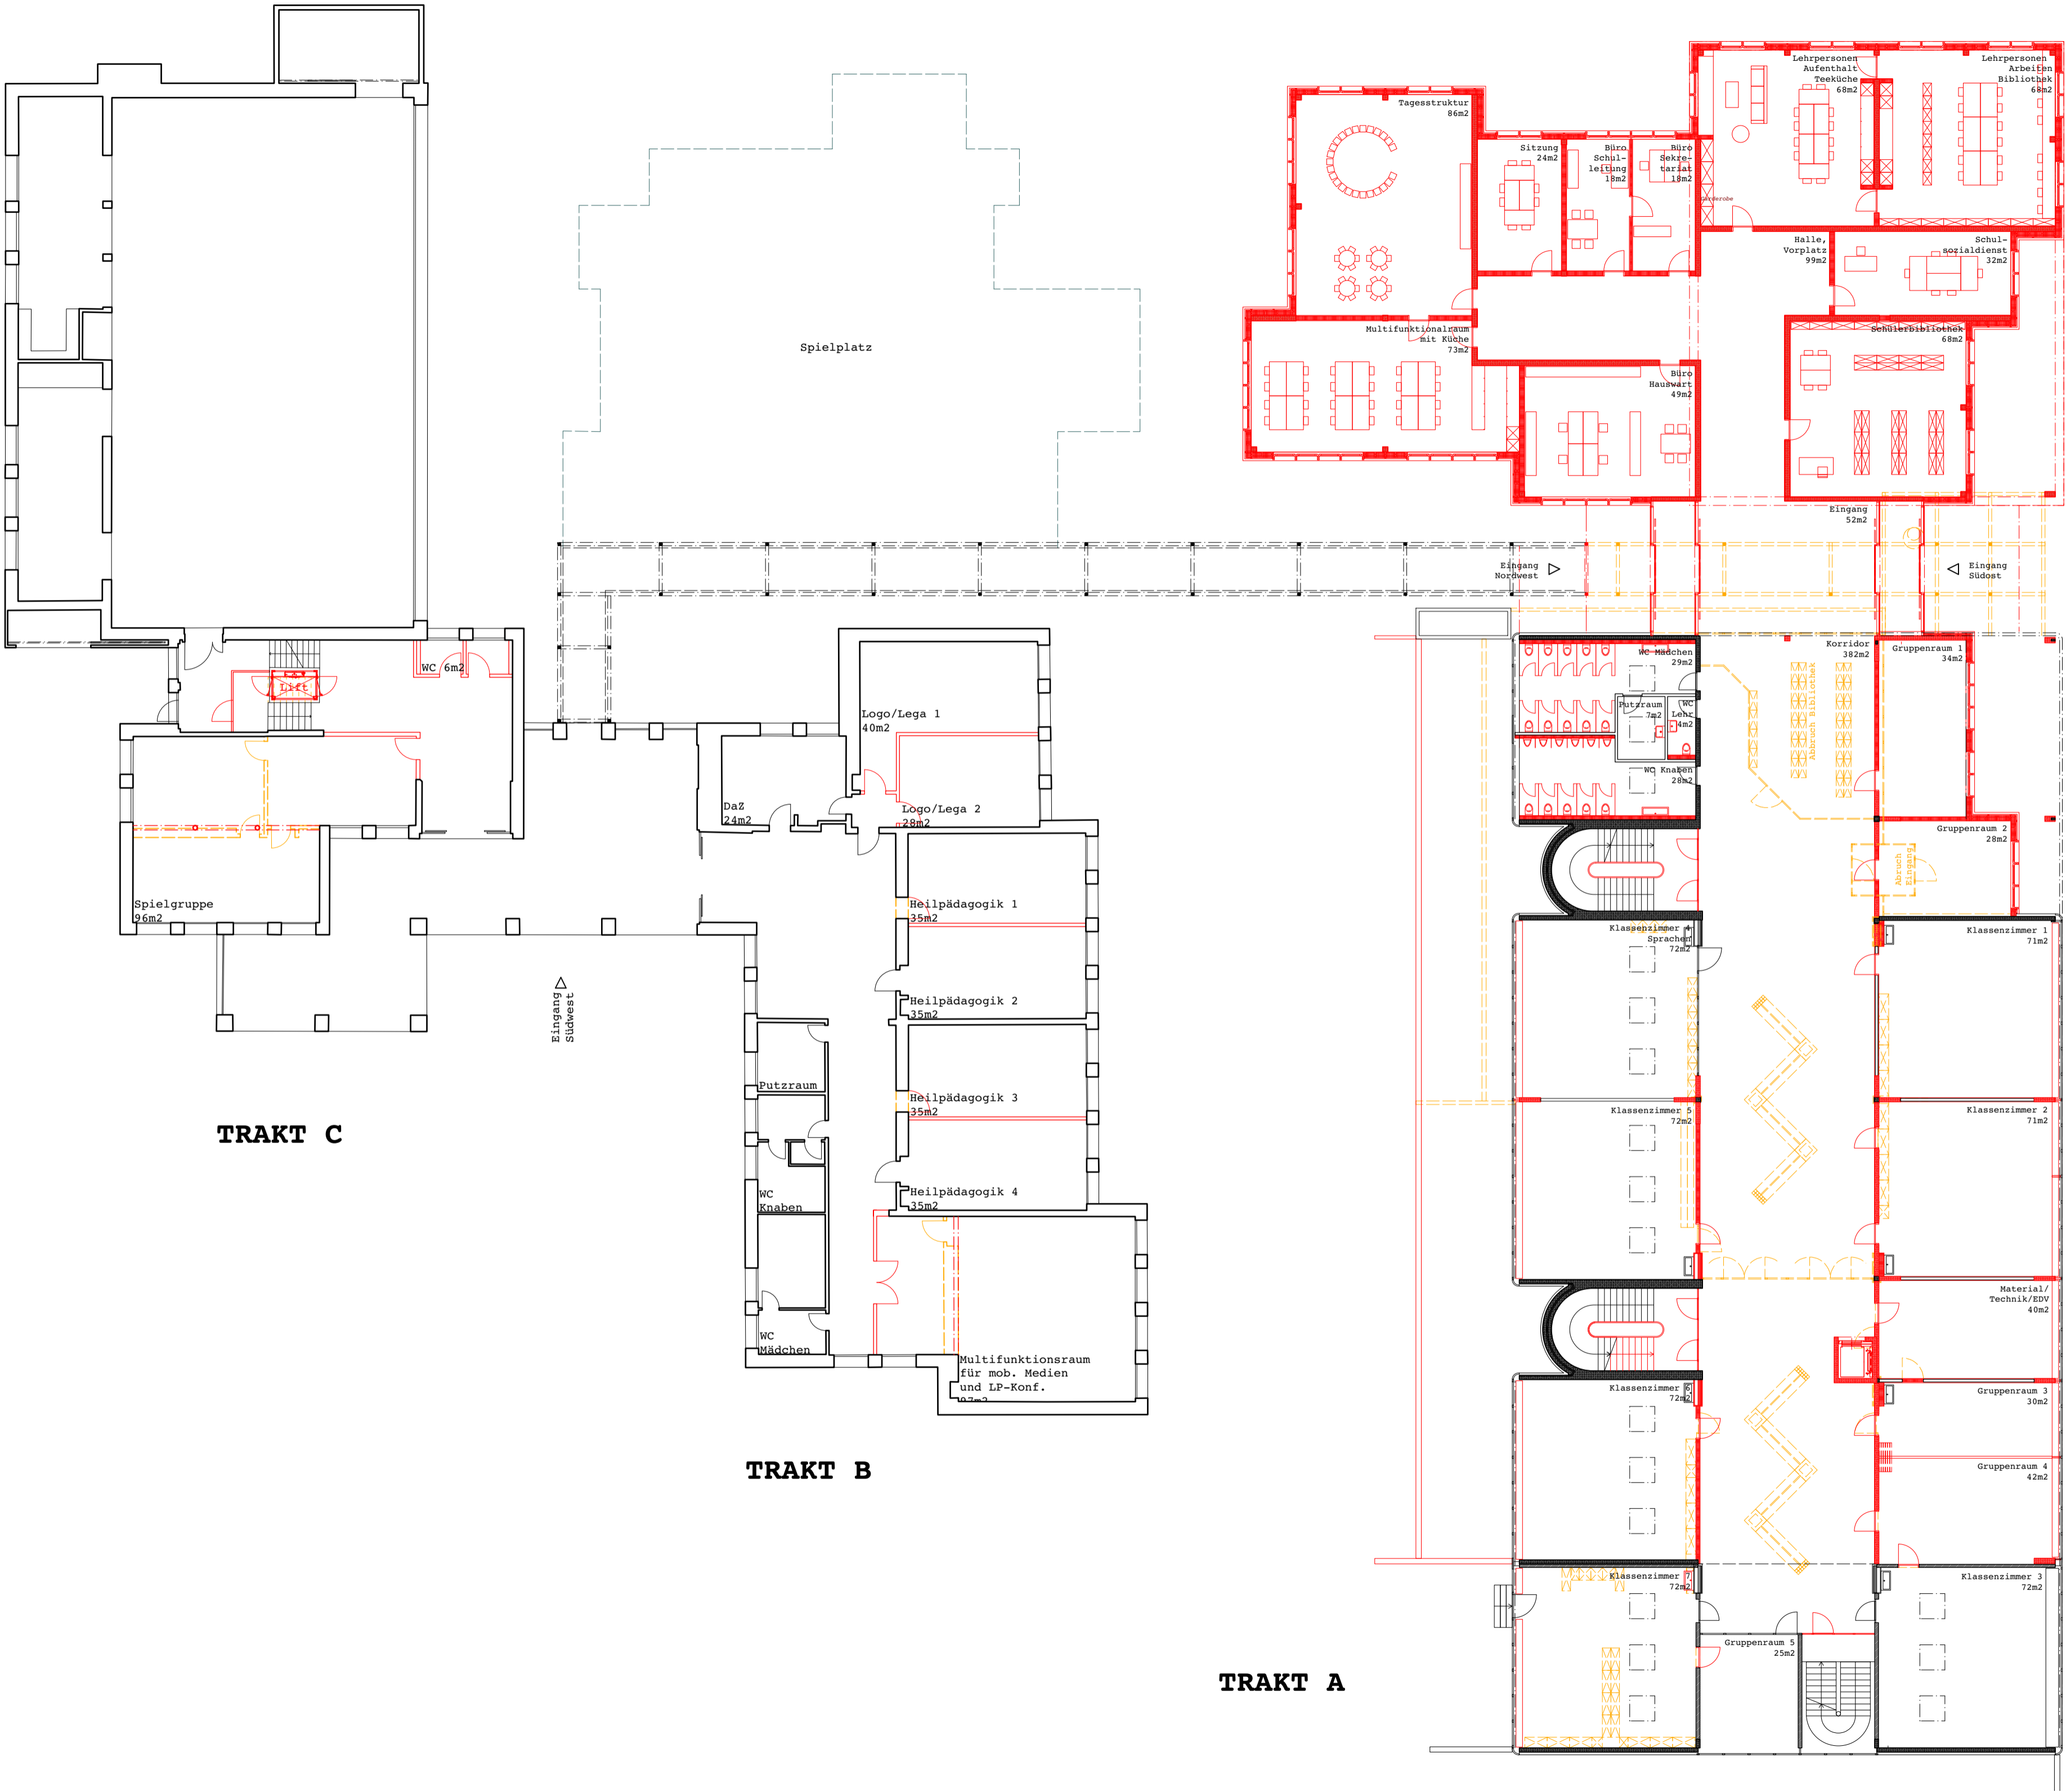 Lehrpersonen
Aufenthalt
Teeküche
68m2
Lehrpersonen
Arbeiten
Bibliothek
68m2
Tagesstruktur
86m2
Sitzung
24m2
Büro
Schul-
leitung
18m2
Büro
Sekre-
tariat
18m2
Garderobe
Halle,
Vorplatz
99m2
Schul-
sozialdienst
32m2
Multifunktionalraum
mit Küche
73m2
Schülerbibliothek
68m2
Büro
Hauswart
49m2
Spielplatz
Eingang
52m2
Eingang
Nordwest
Eingang
Südost
WC 6m2
Lift
Logo/Lega 1
40m2
Logo/Lega 2
28m2
DaZ
24m2
WC Mädchen
29m2
Putzraum
7m2
WC
Lehr
4m2
WC Knaben
28m2
Korridor
382m2
Abbruch Bibliothek
Gruppenraum 1
34m2
Gruppenraum 2
28m2
Abruch
Eingang
Spielgruppe
96m2
Eingang
Südwest
Heilpädagogik 1
35m2
Heilpädagogik 2
35m2
Heilpädagogik 3
35m2
Heilpädagogik 4
35m2
Putzraum
WC
Knaben
WC
Mädchen
Multifunktionsraum
für mob. Medien
und LP-Konf.
97m2
Klassenzimmer 4
Sprachen
72m2
Klassenzimmer 1
71m2
Klassenzimmer 5
72m2
Klassenzimmer 2
71m2
Material/
Technik/EDV
40m2
Klassenzimmer 6
72m2
Gruppenraum 3
30m2
Gruppenraum 4
42m2
Klassenzimmer 7
72m2
Klassenzimmer 3
72m2
Gruppenraum 5
25m2
TRAKT C
TRAKT B
TRAKT A